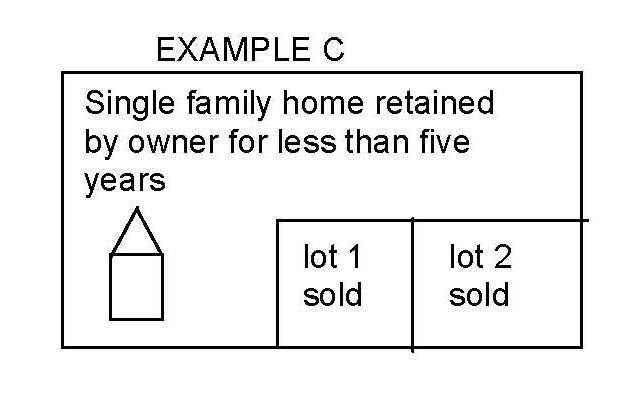 EXAMPLE C
Single family home retained
by owner for less than five
years
lot 1
sold
lot 2
sold